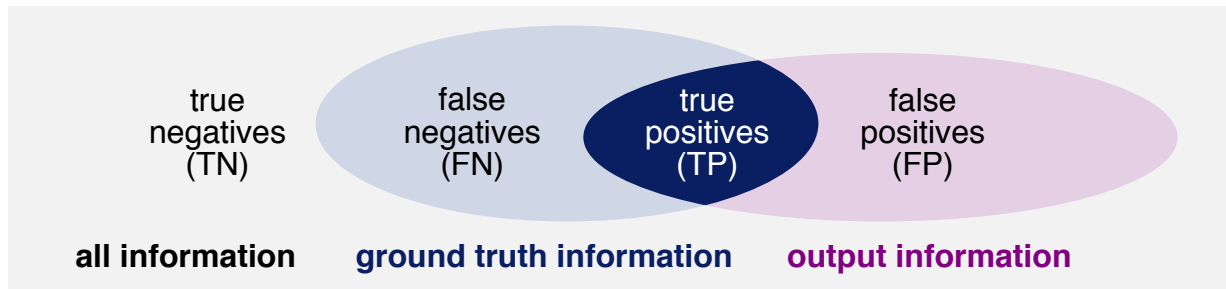 true
negatives
(TN)
false
negatives
(FN)
true
positives
(TP)
false
positives
(FP)
all information
ground truth information
output information